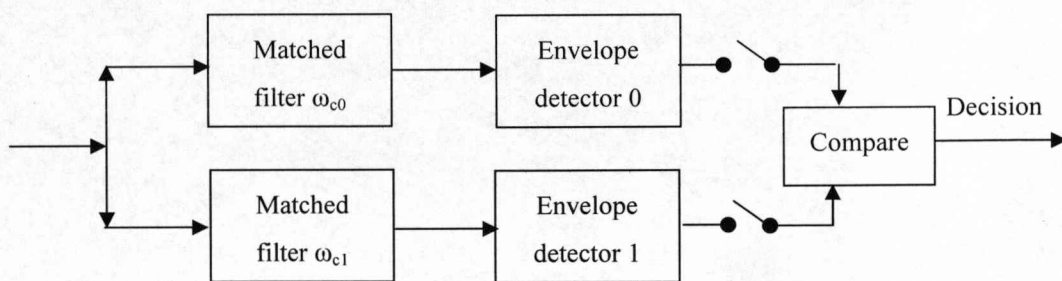 Matched
filter ω_c0
Envelope
detector 0
Compare
Decision
Matched
filter ω_c1
Envelope
detector 1